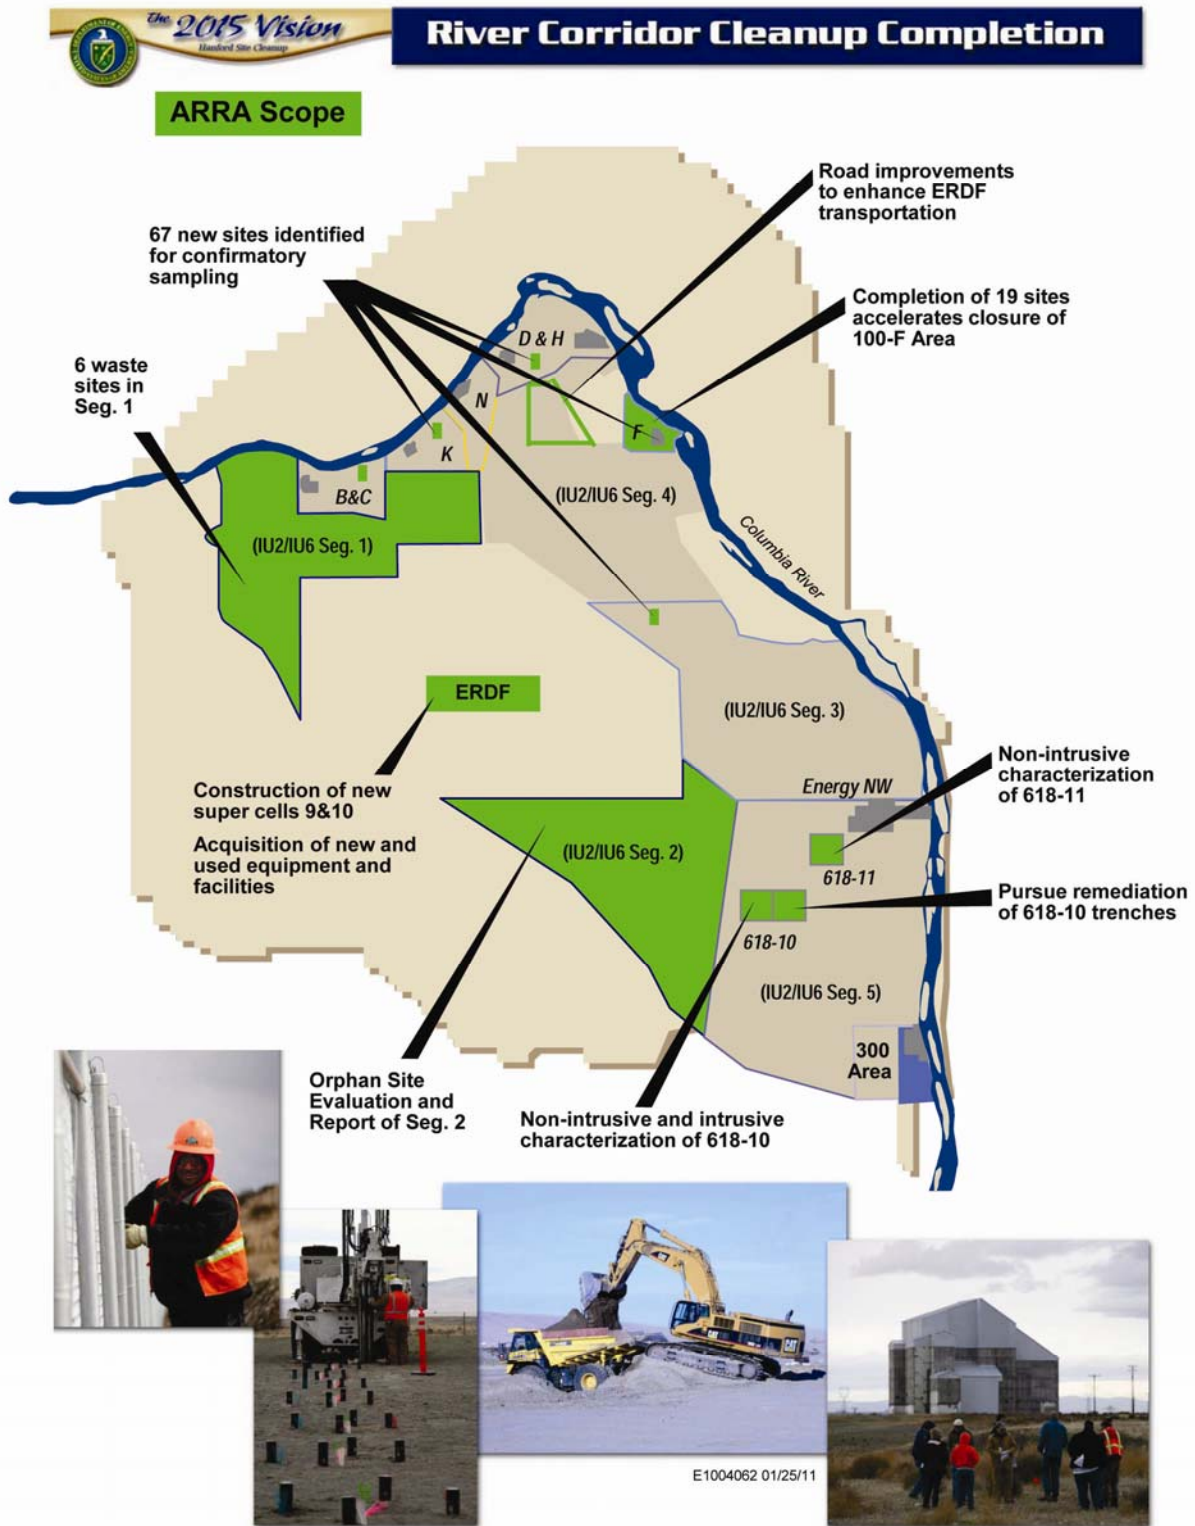 The 2015 Vision
Hanford Site Cleanup
River Corridor Cleanup Completion
ARRA Scope
Road improvements
to enhance ERDF
transportation
67 new sites identified
for confirmatory
sampling
Completion of 19 sites
accelerates closure of
100-F Area
6 waste
sites in
Seg. 1
D & H
N
F
K
B&C
(IU2/IU6 Seg. 4)
(IU2/IU6 Seg. 1)
Columbia River
ERDF
(IU2/IU6 Seg. 3)
Construction of new
super cells 9&10
Acquisition of new and
used equipment and
facilities
Energy NW
Non-intrusive
characterization
of 618-11
(IU2/IU6 Seg. 2)
618-11
Pursue remediation
of 618-10 trenches
618-10
(IU2/IU6 Seg. 5)
300
Area
Orphan Site
Evaluation and
Report of Seg. 2
Non-intrusive and intrusive
characterization of 618-10
CAT
CAT
E1004062 01/25/11